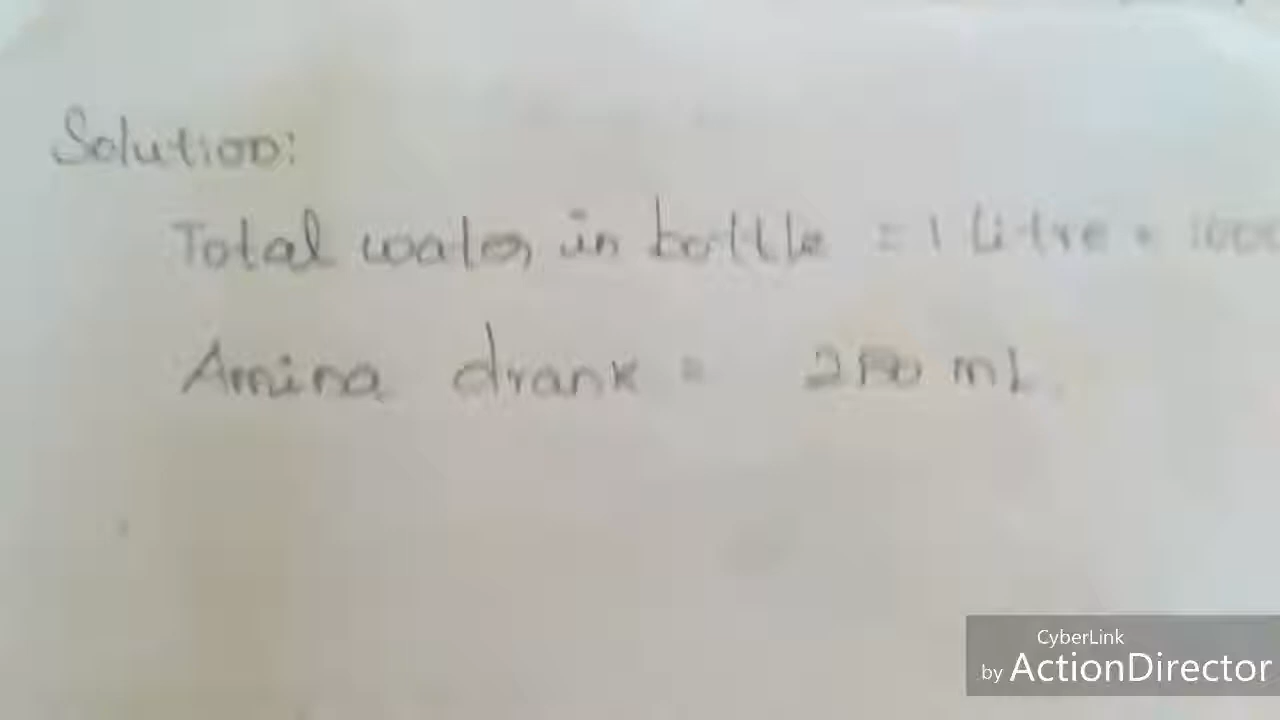 Solution:
Total water in bottle = 1 Litre = 1000
Amina drank = 250 mL
CyberLink
by ActionDirector